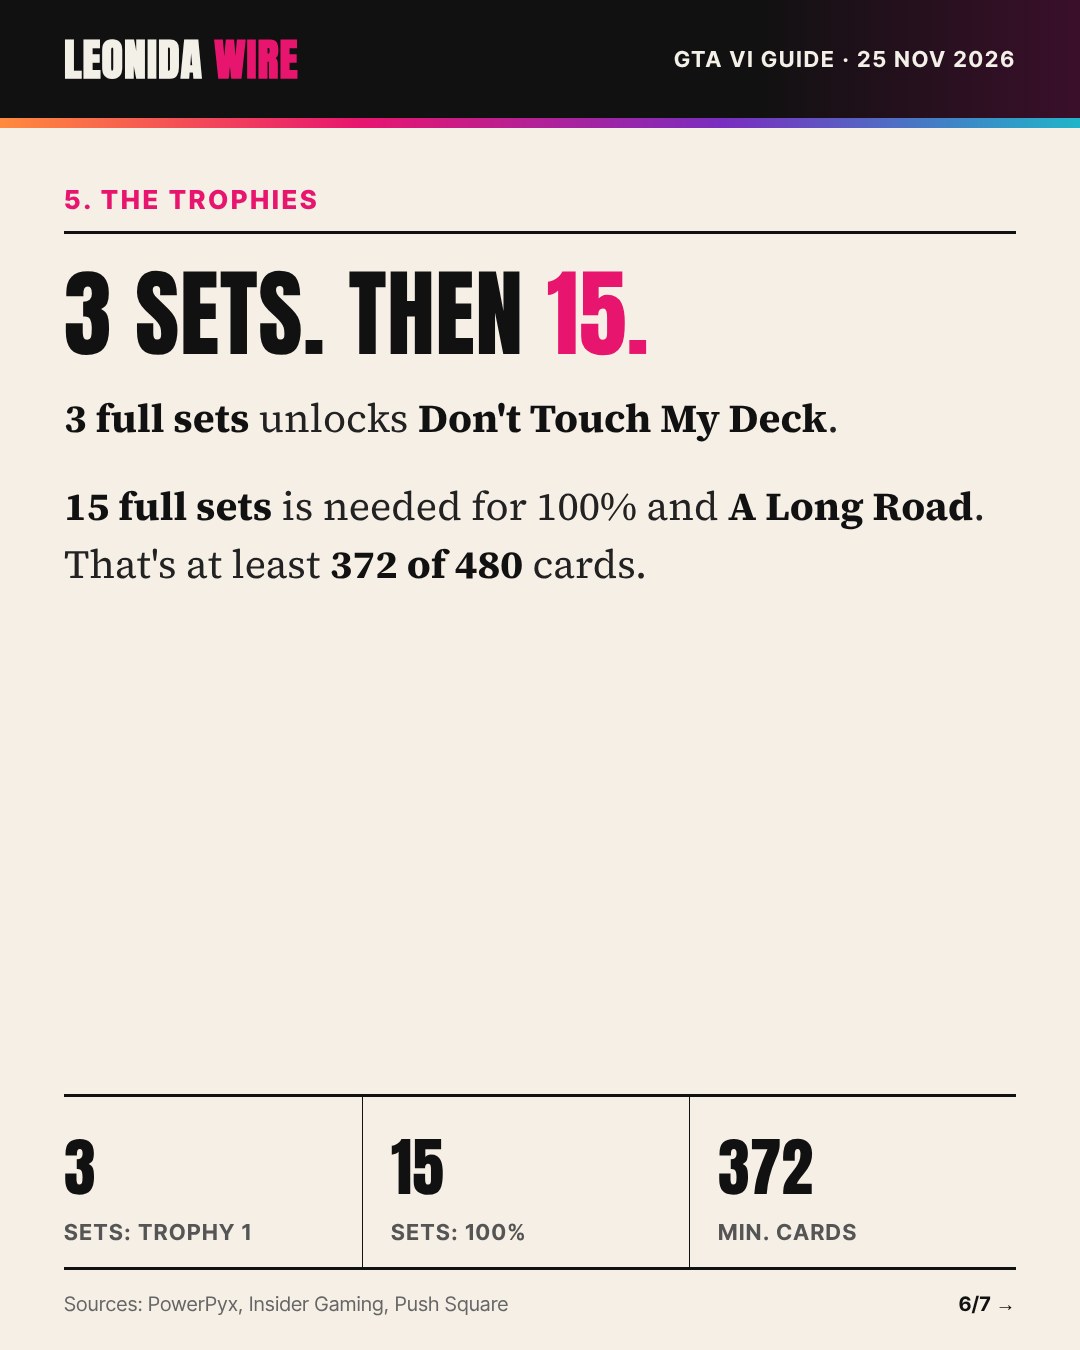 LEONIDA WIRE
GTA VI GUIDE · 25 NOV 2026
5. THE TROPHIES
3 SETS. THEN 15.
3 full sets unlocks Don't Touch My Deck.
15 full sets is needed for 100% and A Long Road.
That's at least 372 of 480 cards.
3
SETS: TROPHY 1
15
SETS: 100%
372
MIN. CARDS
Sources: PowerPyx, Insider Gaming, Push Square
6/7 →